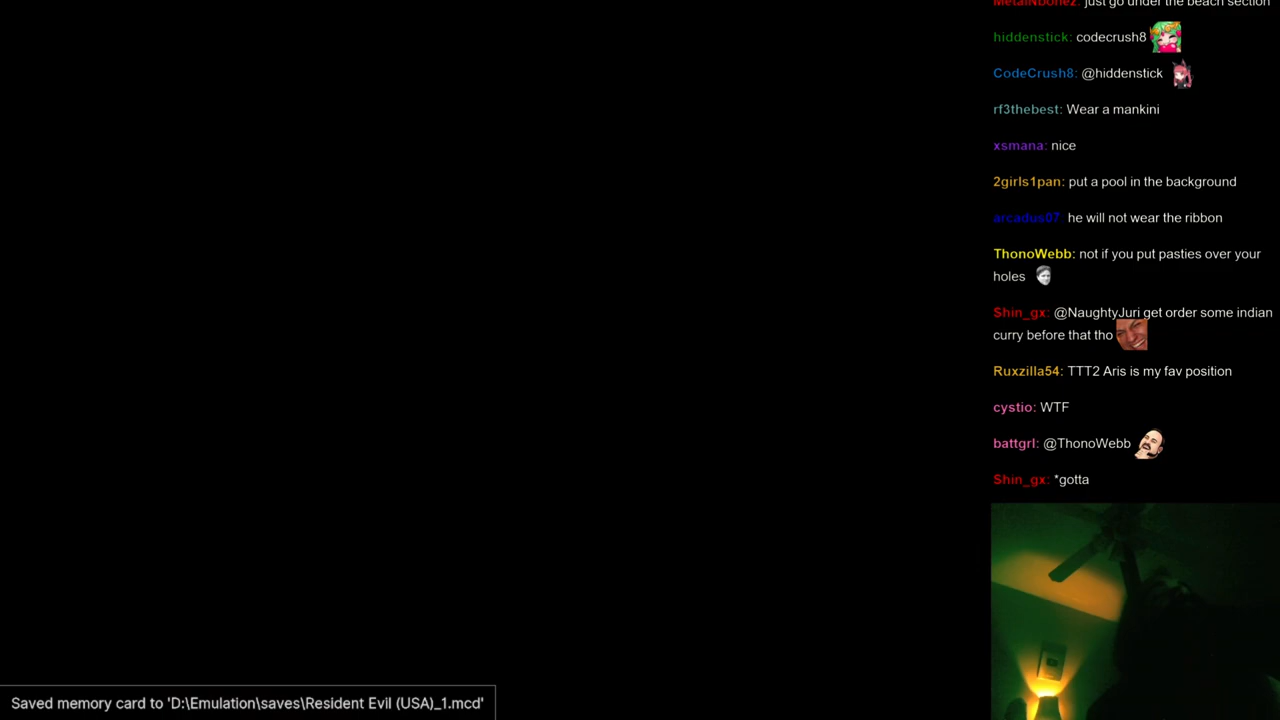 MetalNbonez: just go under the beach section
hiddenstick: codecrush8
CodeCrush8: @hiddenstick
rf3thebest: Wear a mankini
xsmana: nice
2girls1pan: put a pool in the background
arcadus07 he will not wear the ribbon
ThonoWebb: not if you put pasties over your
holes
Shin_gx: @NaughtyJuri get order some indian
curry before that tho
Ruxzilla54: TTT2 Aris is my fav position
cystio: WTF
battgrl: @ThonoWebb
Shin_gx: *gotta
Saved memory card to 'D:\Emulation\saves\Resident Evil (USA)_1.mcd'